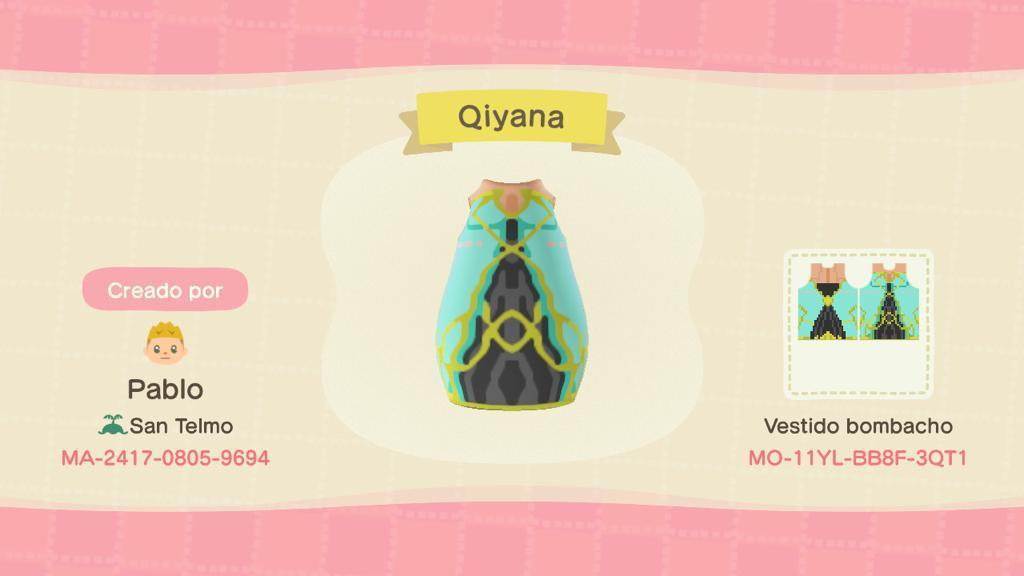 Qiyana
Creado por
Pablo
San Telmo
MA-2417-0805-9694
Vestido bombacho
MO-11YL-BB8F-3QT1